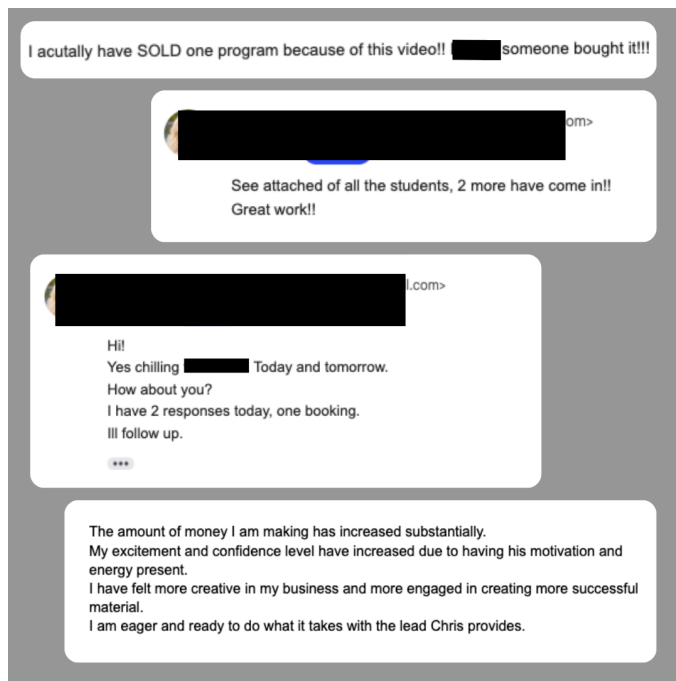 I acutally have SOLD one program because of this video!! someone bought it!!!
om>
See attached of all the students, 2 more have come in!!
Great work!!
l.com>
Hi!
Yes chilling Today and tomorrow.
How about you?
I have 2 responses today, one booking.
Ill follow up.
The amount of money I am making has increased substantially.
My excitement and confidence level have increased due to having his motivation and
energy present.
I have felt more creative in my business and more engaged in creating more successful
material.
I am eager and ready to do what it takes with the lead Chris provides.